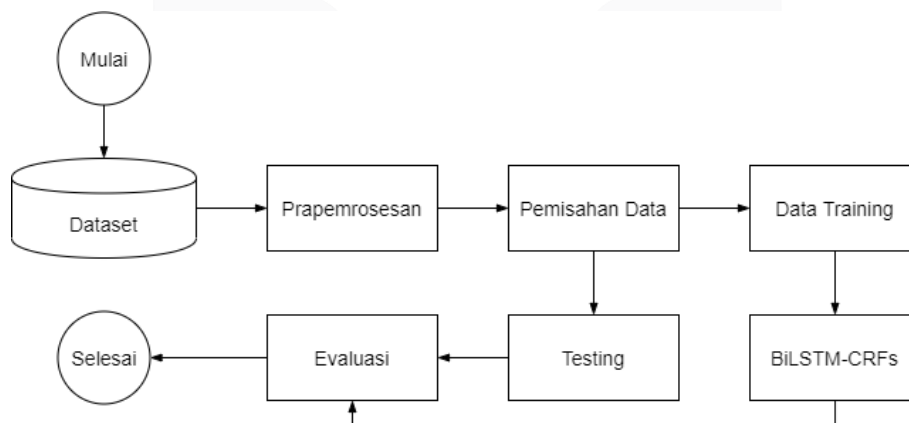 Mulai
Dataset
Prapemrosesan
Pemisahan Data
Data Training
Selesai
Evaluasi
Testing
BiLSTM-CRFs